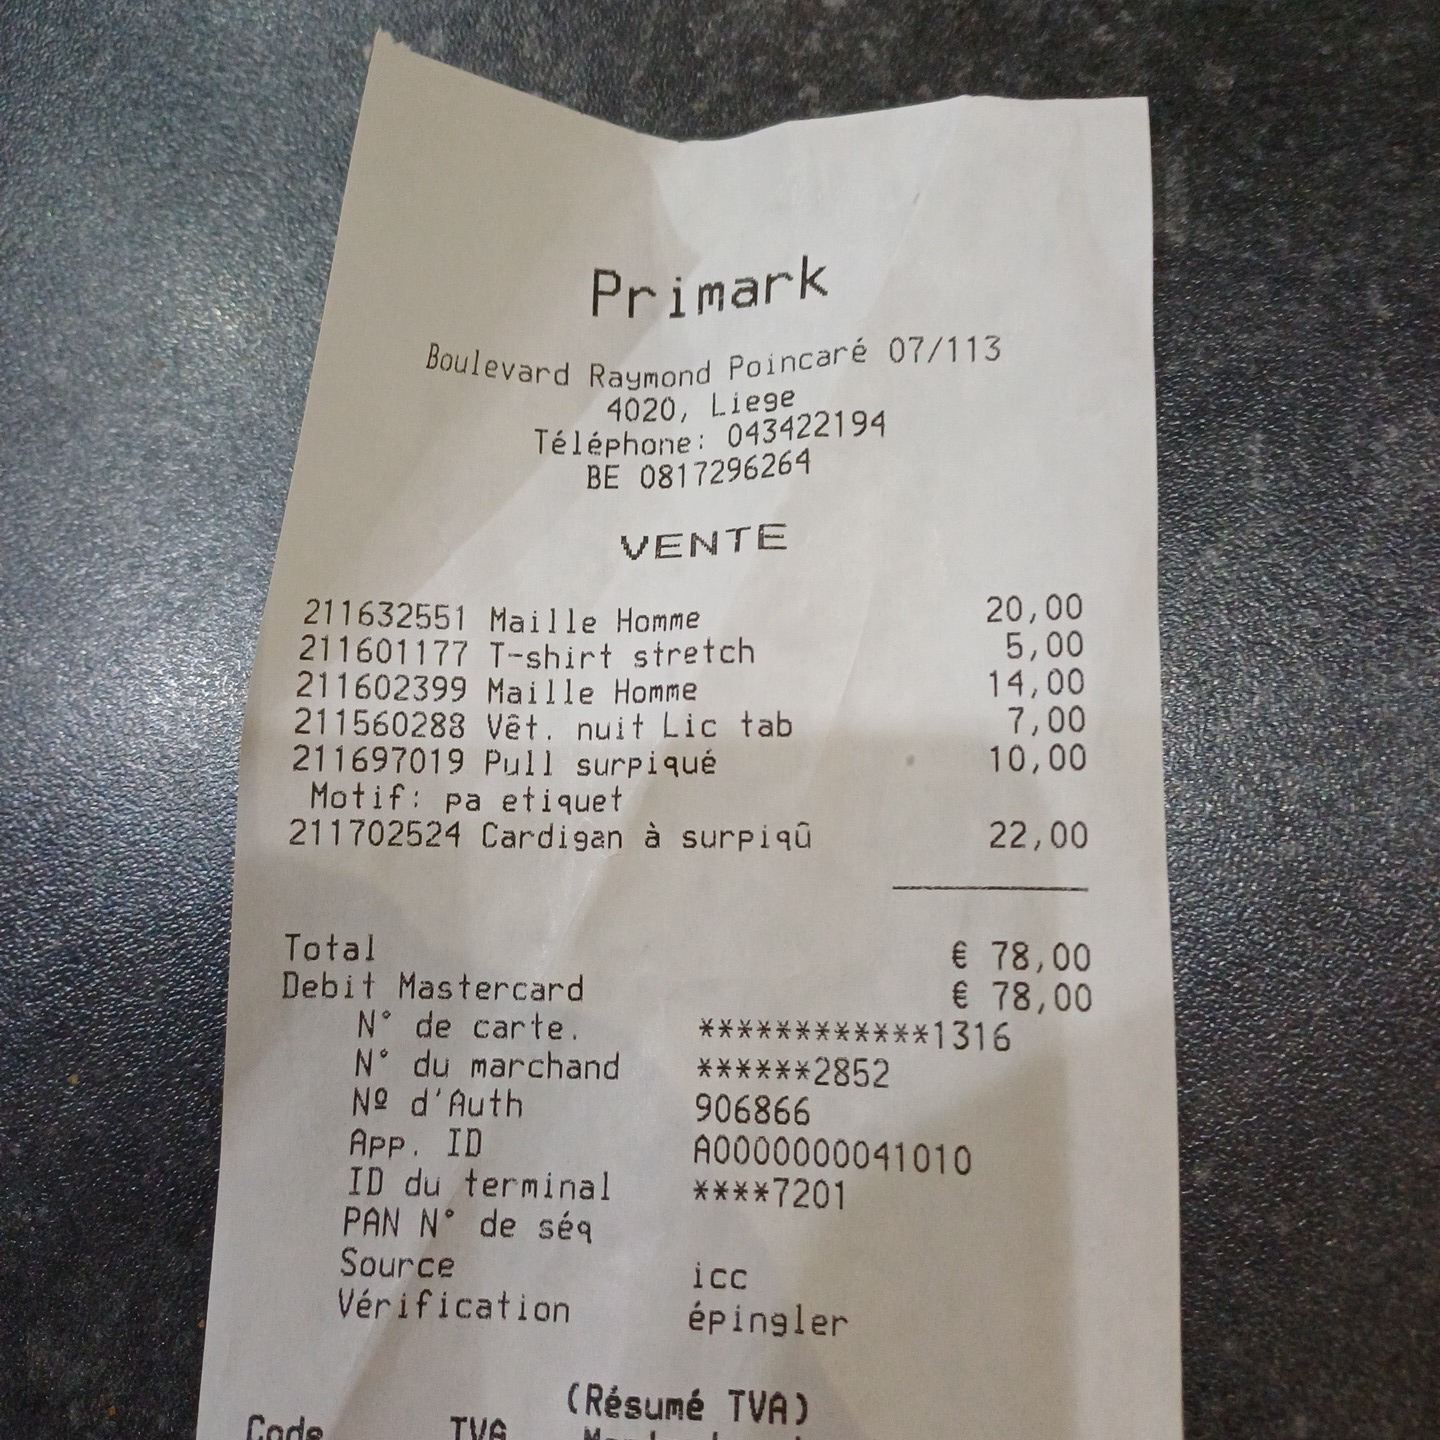 Primark
Boulevard Raymond Poincaré 07/113
4020, Liege
Téléphone: 043422194
BE 0817296264
VENTE
211632551 Maille Homme 20,00
211601177 T-shirt stretch 5,00
211602399 Maille Homme 14,00
211560288 Vêt. nuit Lic tab 7,00
211697019 Pull surpiqué 10,00
Motif: pa etiquet
211702524 Cardigan à surpiqû 22,00
Total € 78,00
Debit Mastercard € 78,00
N° de carte. ************1316
N° du marchand ******2852
Nº d'Auth 906866
App. ID A0000000041010
ID du terminal ****7201
PAN N° de séq
Source icc
Vérification épingler
(Résumé TVA)
Code TVA